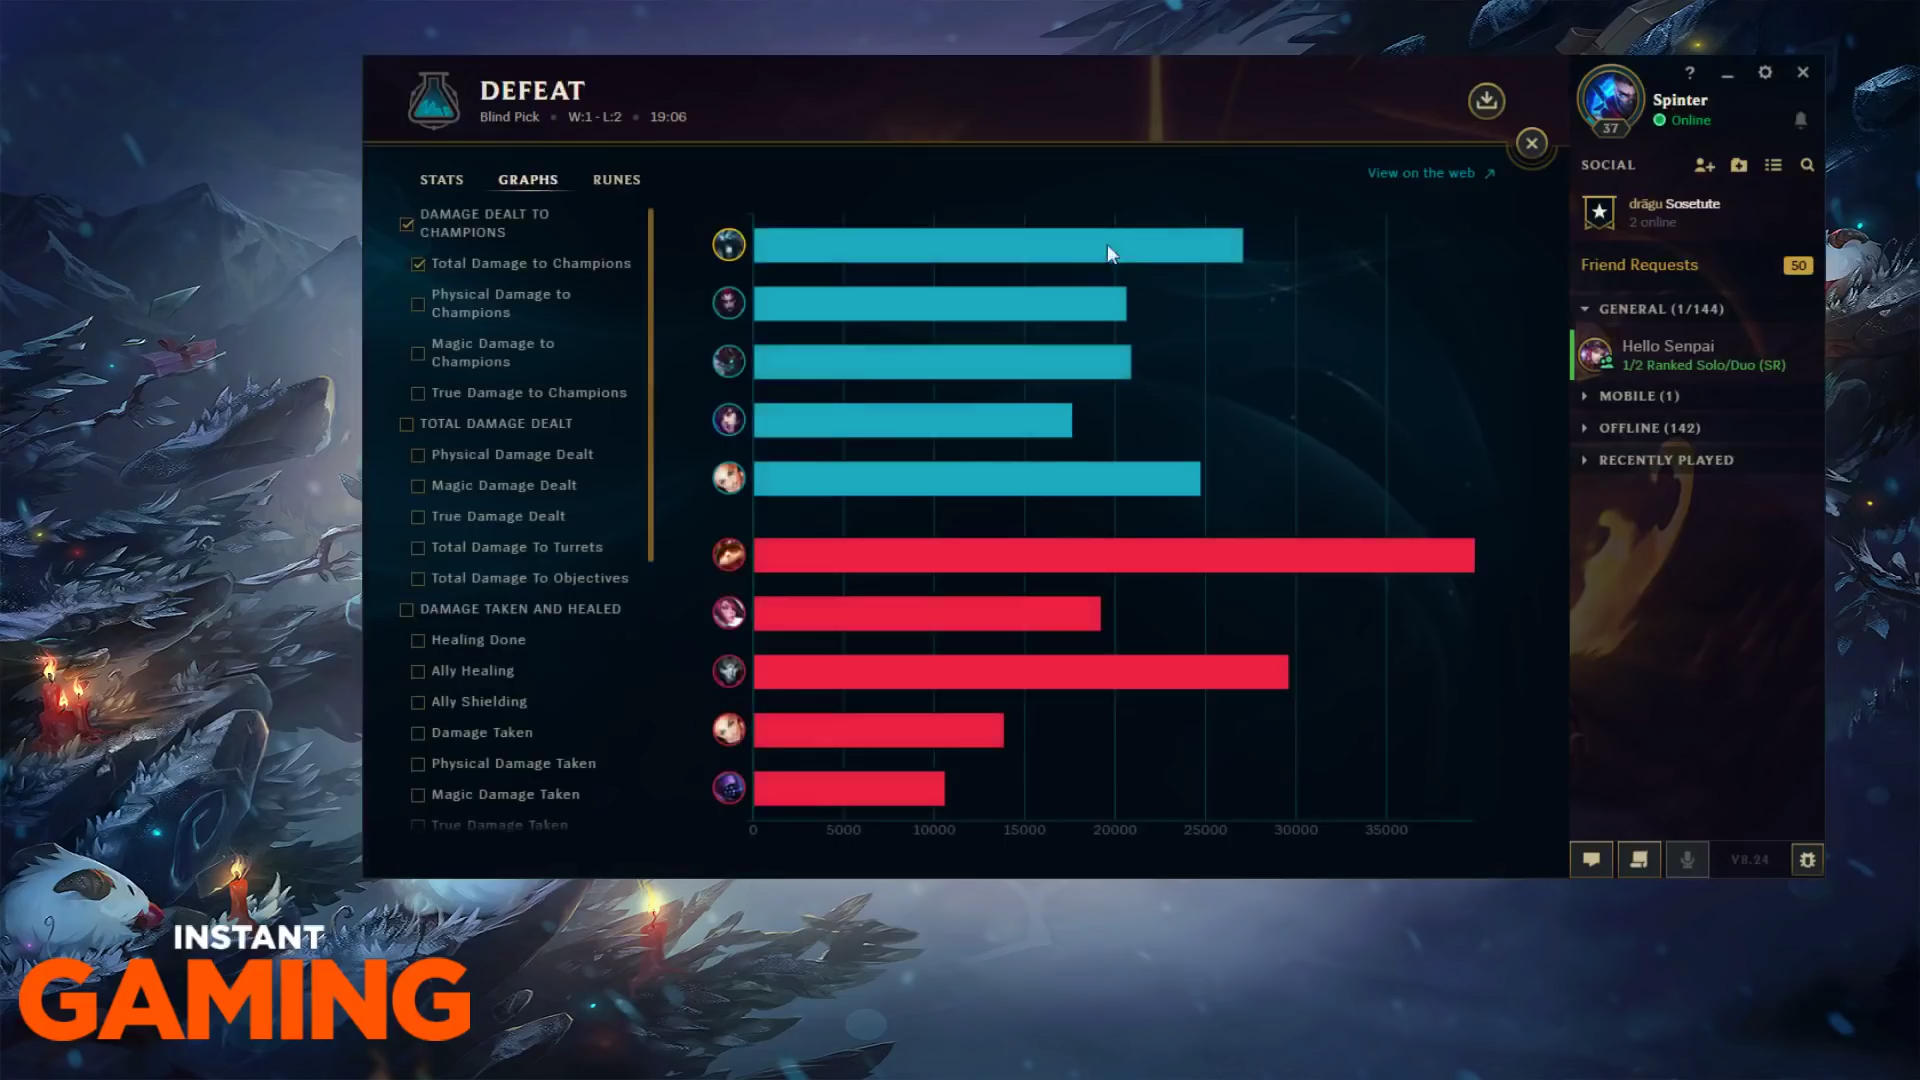 DEFEAT
Blind Pick • W:1 - L:2 • 19:06
STATS GRAPHS RUNES
View on the web
DAMAGE DEALT TO
CHAMPIONS
Total Damage to Champions
Physical Damage to
Champions
Magic Damage to
Champions
True Damage to Champions
TOTAL DAMAGE DEALT
Physical Damage Dealt
Magic Damage Dealt
True Damage Dealt
Total Damage To Turrets
Total Damage To Objectives
DAMAGE TAKEN AND HEALED
Healing Done
Ally Healing
Ally Shielding
Damage Taken
Physical Damage Taken
Magic Damage Taken
True Damage Taken
0 5000 10000 15000 20000 25000 30000 35000
?
37
Spinter
Online
SOCIAL
drägu Sosetute
2 online
Friend Requests 50
GENERAL (1/144)
Hello Senpai
1/2 Ranked Solo/Duo (SR)
MOBILE (1)
OFFLINE (142)
RECENTLY PLAYED
V8.24
INSTANT
GAMING